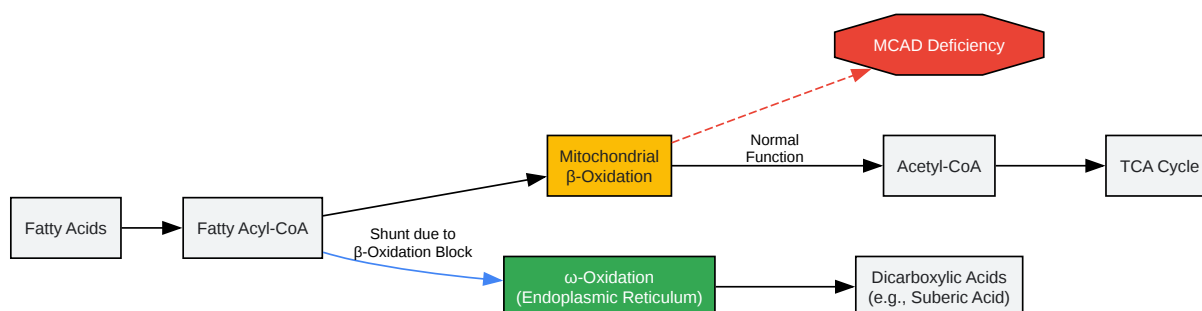 MCAD Deficiency
Normal
Function
Mitochondrial
β-Oxidation
Acetyl-CoA
TCA Cycle
Fatty Acids
Fatty Acyl-CoA
Shunt due to
β-Oxidation Block
ω-Oxidation
(Endoplasmic Reticulum)
Dicarboxylic Acids
(e.g., Suberic Acid)